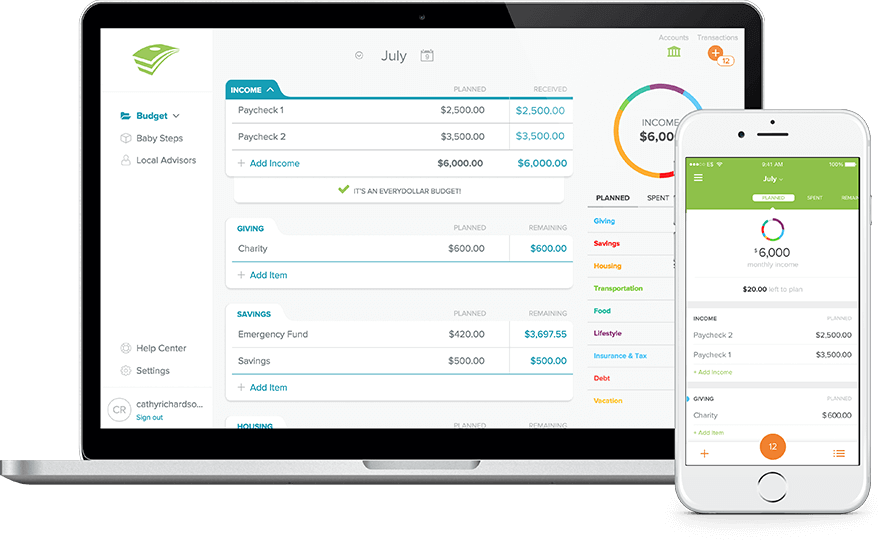 Accounts Transactions
July
9
12
Budget
Baby Steps
Local Advisors
Help Center
Settings
CR
cathyrichardso...
Sign out
INCOME PLANNED RECEIVED
Paycheck 1 $2,500.00 $2,500.00
Paycheck 2 $3,500.00 $3,500.00
+ Add Income $6,000.00 $6,000.00
IT'S AN EVERYDOLLAR BUDGET!
GIVING PLANNED REMAINING
Charity $600.00 $600.00
+ Add Item
SAVINGS PLANNED REMAINING
Emergency Fund $420.00 $3,697.55
Savings $500.00 $500.00
+ Add Item
HOUSING PLANNED REMAINING
INCOME
$6,00
PLANNED SPENT
Giving
Savings
Housing
Transportation
Food
Lifestyle
Insurance & Tax
Debt
Vacation
ES 9:41 AM 100%
July
PLANNED SPENT REMAI
$6,000
monthly income
$20.00 left to plan
INCOME PLANNED
Paycheck 2 $2,500.00
Paycheck 1 $3,500.00
+ Add Income
GIVING PLANNED
Charity $600.00
+ Add Item
+ 12